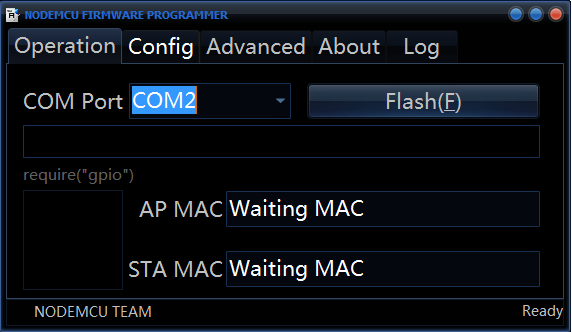 NODEMCU FIRMWARE PROGRAMMER
Operation Config Advanced About Log
COM Port COM2 Flash(F)
require("gpio")
AP MAC Waiting MAC
STA MAC Waiting MAC
NODEMCU TEAM Ready